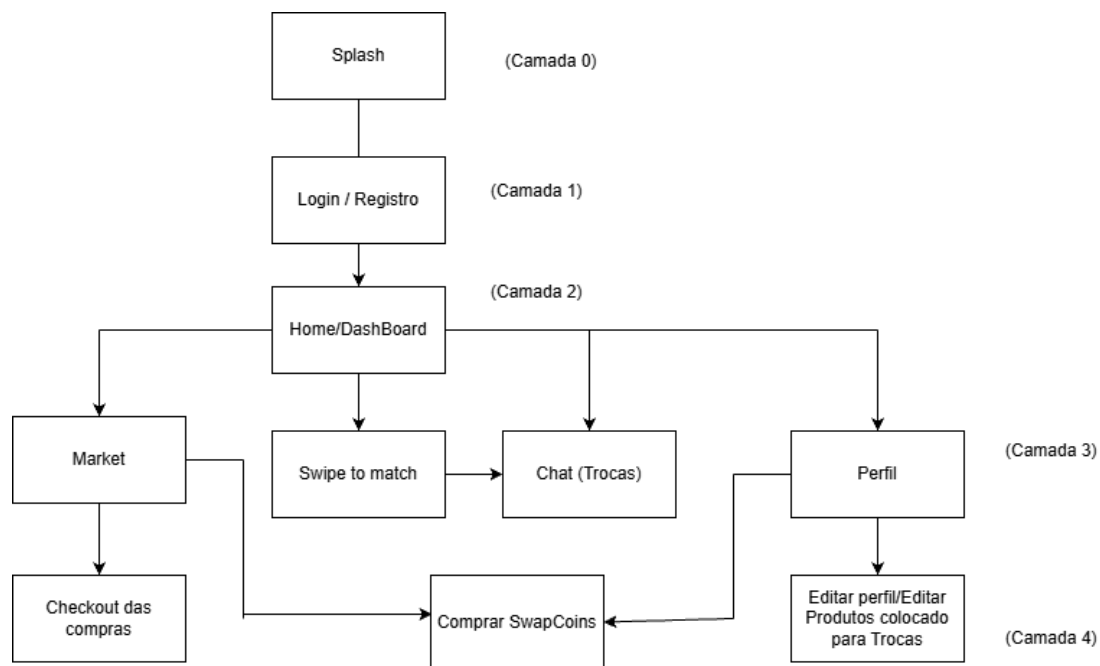 Splash
(Camada 0)
Login / Registro
(Camada 1)
Home/DashBoard
(Camada 2)
Market
Swipe to match
Chat (Trocas)
Perfil
(Camada 3)
Checkout das
compras
Comprar SwapCoins
Editar perfil/Editar
Produtos colocado
para Trocas
(Camada 4)